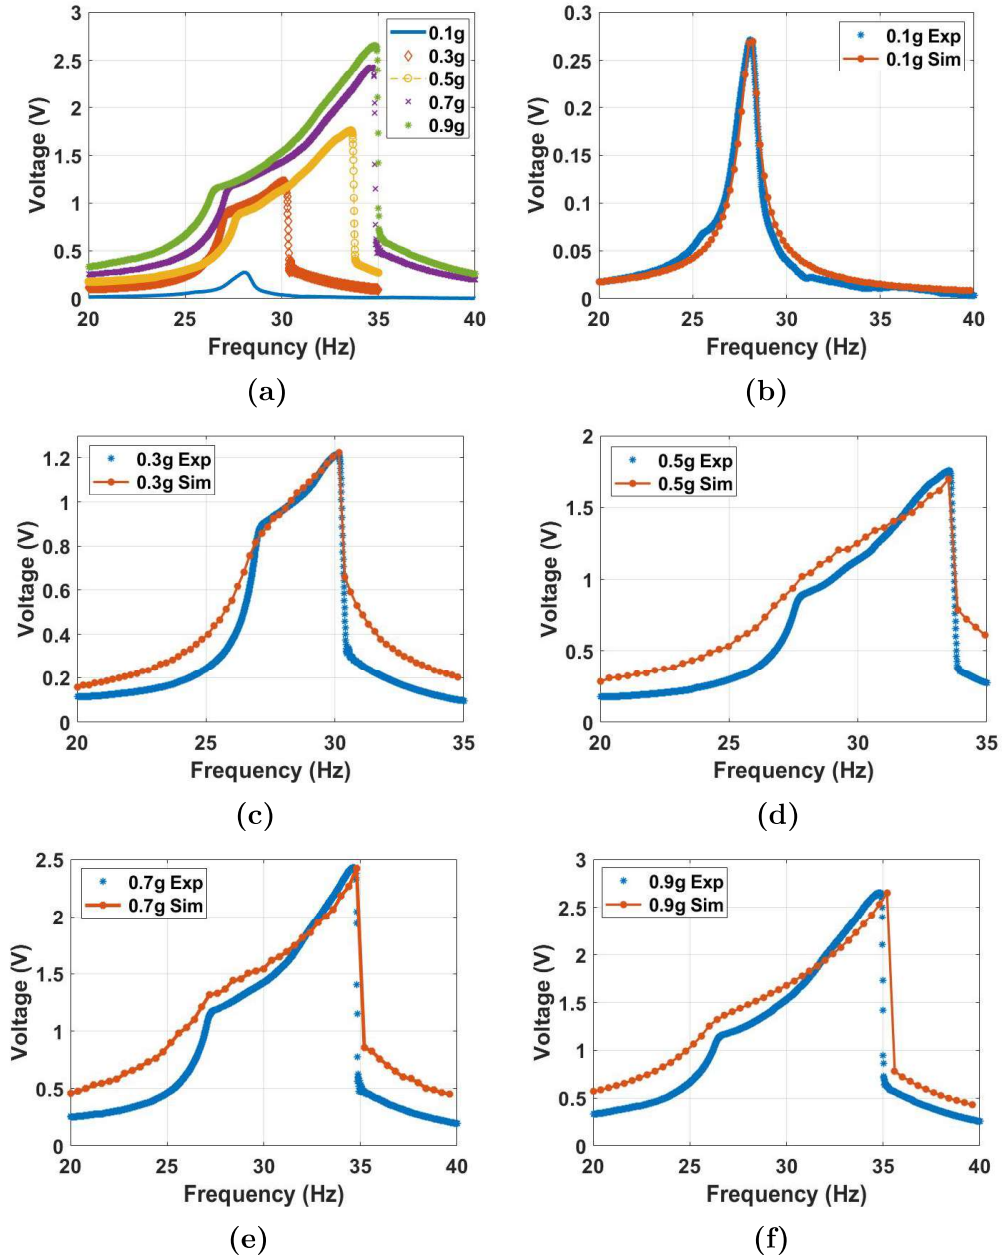 3
2.5
2
1.5
1
0.5
0
20 25 30 35 40
Voltage (V)
Frequncy (Hz)
0.1g
0.3g
0.5g
0.7g
0.9g
(a)
0.3
0.25
0.2
0.15
0.1
0.05
0
20 25 30 35 40
Voltage (V)
Frequency (Hz)
0.1g Exp
0.1g Sim
(b)
1.2
1
0.8
0.6
0.4
0.2
0
20 25 30 35
Voltage (V)
Frequency (Hz)
0.3g Exp
0.3g Sim
(c)
2
1.5
1
0.5
0
20 25 30 35
Voltage (V)
Frequency (Hz)
0.5g Exp
0.5g Sim
(d)
2.5
2
1.5
1
0.5
0
20 25 30 35 40
Voltage (V)
Frequency (Hz)
0.7g Exp
0.7g Sim
(e)
3
2.5
2
1.5
1
0.5
0
20 25 30 35 40
Voltage (V)
Frequency (Hz)
0.9g Exp
0.9g Sim
(f)